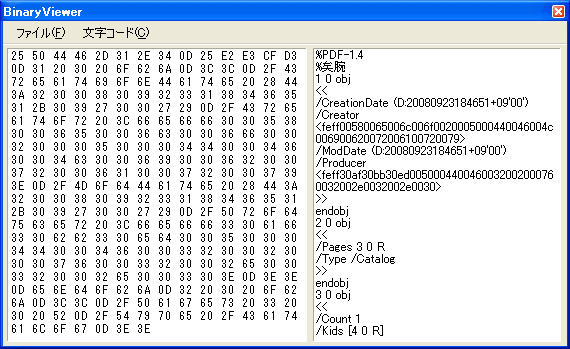 BinaryViewer
ファイル(F)
文字コード(C)
25 50 44 46 2D 31 2E 34 0D 25 E2 E3 CF D3
0D 31 20 30 20 6F 62 6A 0D 3C 3C 0D 2F 43
72 65 61 74 69 6F 6E 44 61 74 65 20 28 44
3A 32 30 30 38 30 39 32 33 31 38 34 36 35
31 2B 30 39 27 30 30 27 29 0D 2F 43 72 65
61 74 6F 72 20 3C 66 65 66 66 30 30 35 38
30 30 36 35 30 30 36 63 30 30 36 66 30 30
32 30 30 30 35 30 30 30 34 34 30 30 34 36
30 30 34 63 30 30 36 39 30 30 36 32 30 30
37 32 30 30 36 31 30 30 37 32 30 30 37 39
3E 0D 2F 4D 6F 64 44 61 74 65 20 28 44 3A
32 30 30 38 30 39 32 33 31 38 34 36 35 31
2B 30 39 27 30 30 27 29 0D 2F 50 72 6F 64
75 63 65 72 20 3C 66 65 66 66 33 30 61 66
33 30 62 62 33 30 65 64 30 30 35 30 30 30
34 34 30 30 34 36 30 30 33 32 30 30 32 30
30 30 37 36 30 30 33 32 30 30 32 65 30 30
33 32 30 30 32 65 30 30 33 30 3E 0D 3E 3E
0D 65 6E 64 6F 62 6A 0D 32 20 30 20 6F 62
6A 0D 3C 3C 0D 2F 50 61 67 65 73 20 33 20
30 20 52 0D 2F 54 79 70 65 20 2F 43 61 74
61 6C 6F 67 0D 3E 3E
%PDF-1.4
%矣腕
1 0 obj
<<
/CreationDate (D:20080923184651+09'00')
/Creator
<feff00580065006c006f0020005000440046004c
006900620072006100720079>
/ModDate (D:20080923184651+09'00')
/Producer
<feff30af30bb30ed005000440046003200200076
0032002e0032002e0030>
>>
endobj
2 0 obj
<<
/Pages 3 0 R
/Type /Catalog
>>
endobj
3 0 obj
<<
/Count 1
/Kids [4 0 R]